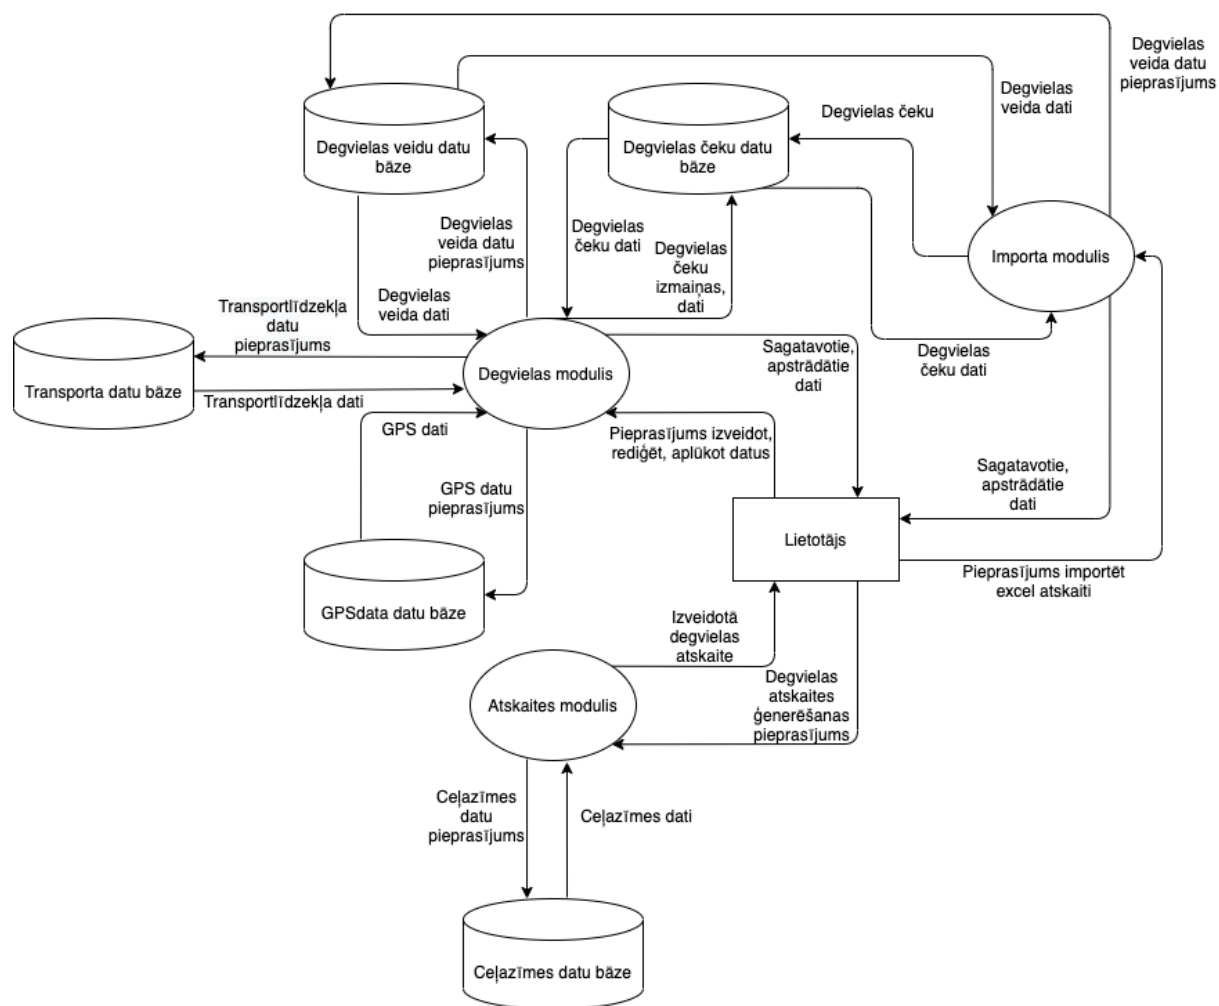 Degvielas
veida datu
pieprasījums
Degvielas
veida dati
Degvielas čeku
Degvielas veidu datu
bāze
Degvielas čeku datu
bāze
Importa modulis
Degvielas
veida datu
pieprasījums
Degvielas
čeku dati
Degvielas
čeku
izmaiņas,
dati
Degvielas
veida dati
Transportlīdzekļa
datu
pieprasījums
Sagatavotie,
apstrādātie
dati
Degvielas
čeku dati
Transporta datu bāze
Degvielas modulis
Transportlīdzekļa dati
GPS dati
Pieprasījums izveidot,
rediģēt, aplūkot datus
Sagatavotie,
apstrādātie
dati
GPS datu
pieprasījums
Lietotājs
Pieprasījums importēt
excel atskaiti
GPSdata datu bāze
Izveidotā
degvielas
atskaite
Degvielas
atskaites
ģenerēšanas
pieprasījums
Atskaites modulis
Ceļazīmes
datu
pieprasījums
Ceļazīmes dati
Ceļazīmes datu bāze